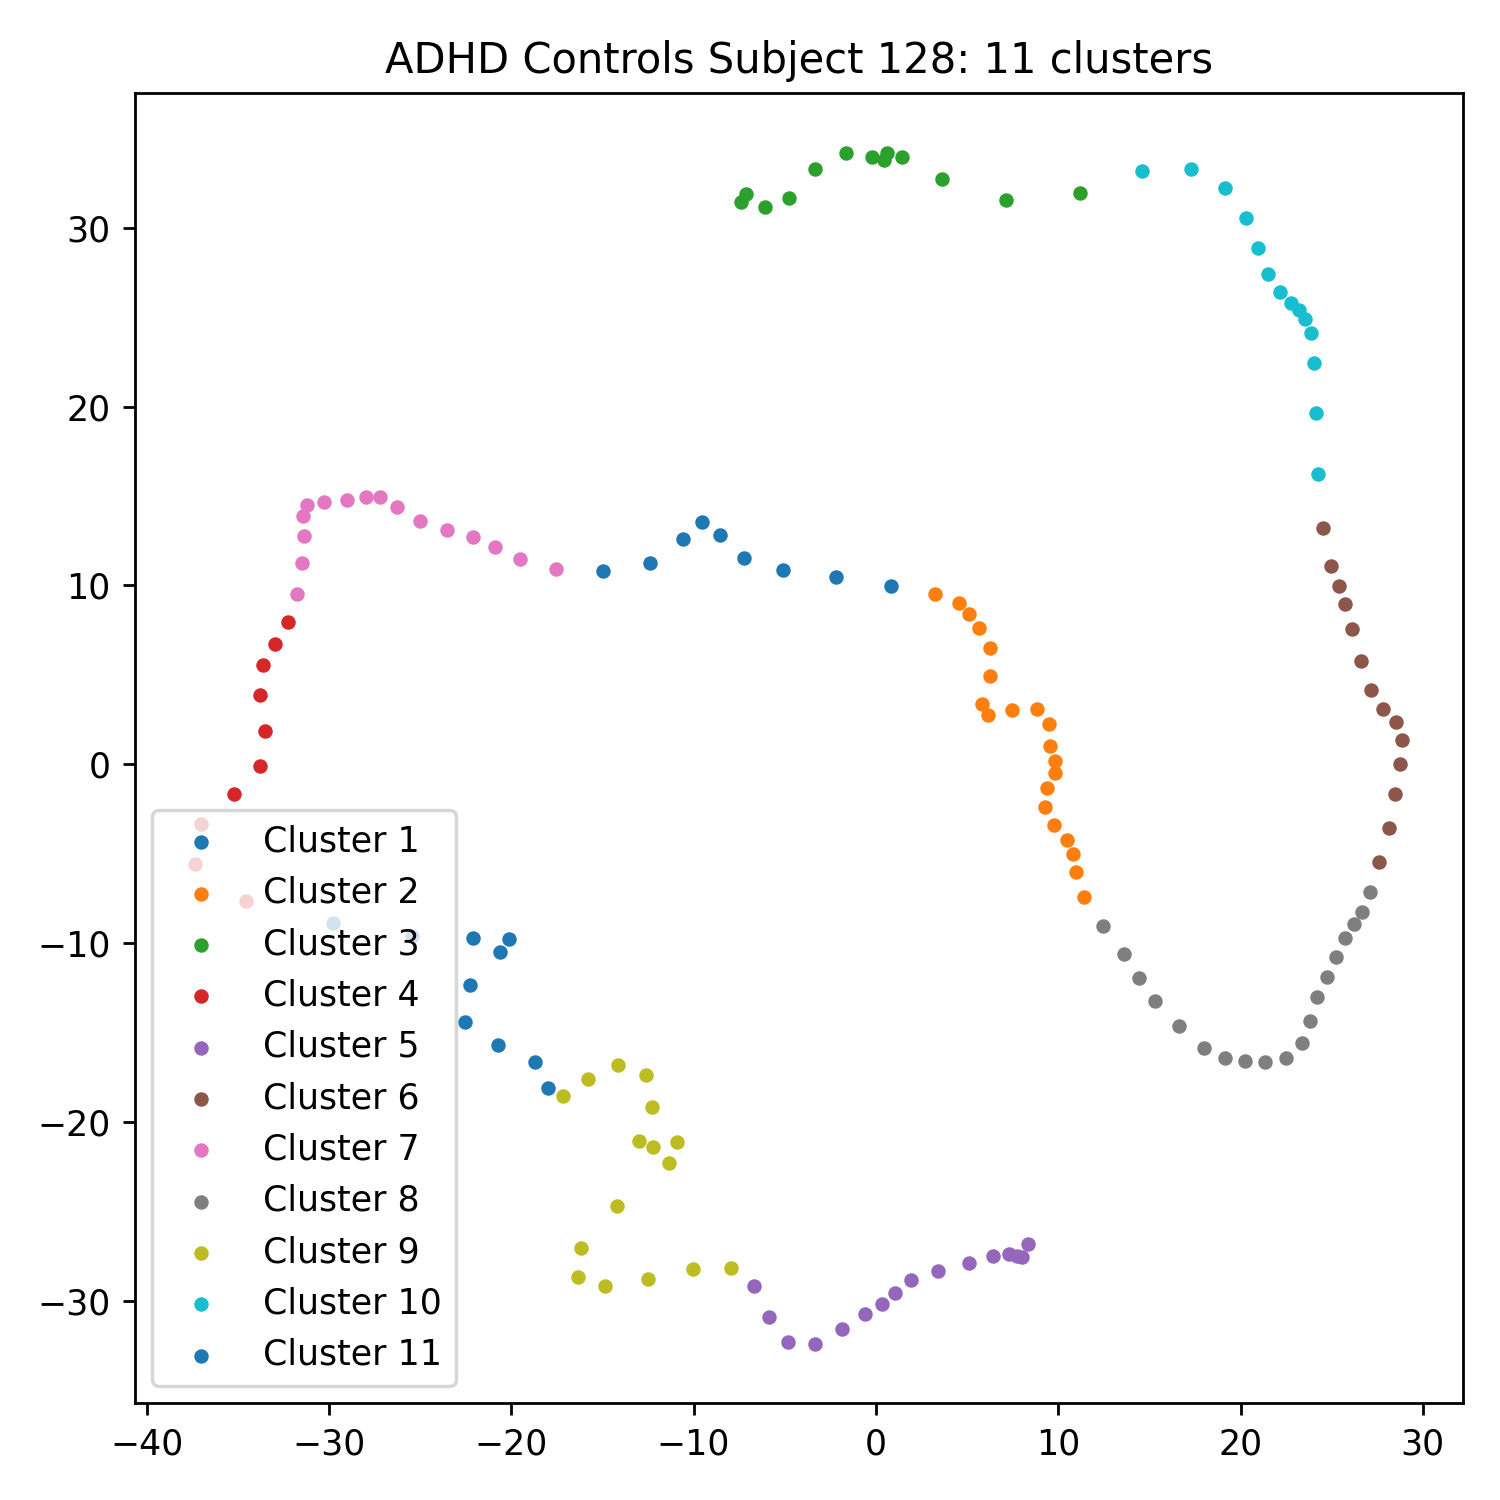 ADHD Controls Subject 128: 11 clusters
30
20
10
0
−10
−20
−30
Cluster 1
Cluster 2
Cluster 3
Cluster 4
Cluster 5
Cluster 6
Cluster 7
Cluster 8
Cluster 9
Cluster 10
Cluster 11
−40 −30 −20 −10 0 10 20 30